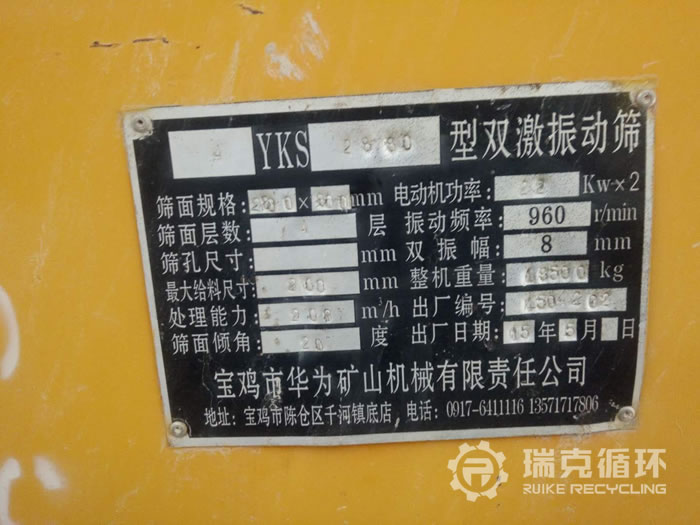 YKS 2880 型双激振动筛
筛面规格: mm 电动机功率: 22 Kw×2
筛面层数: 4 层 振动频率: 960 r/min
筛孔尺寸: mm 双振幅: 8 mm
最大给料尺寸: 200 mm 整机重量: kg
处理能力: m³/h 出厂编号:
筛面倾角: 20 度 出厂日期: 15 年 5 月 日
宝鸡市华为矿山机械有限责任公司
地址: 宝鸡市陈仓区千河镇底店 电话: 0917-6411116 13571717806
瑞克循环
RUIKE RECYCLING